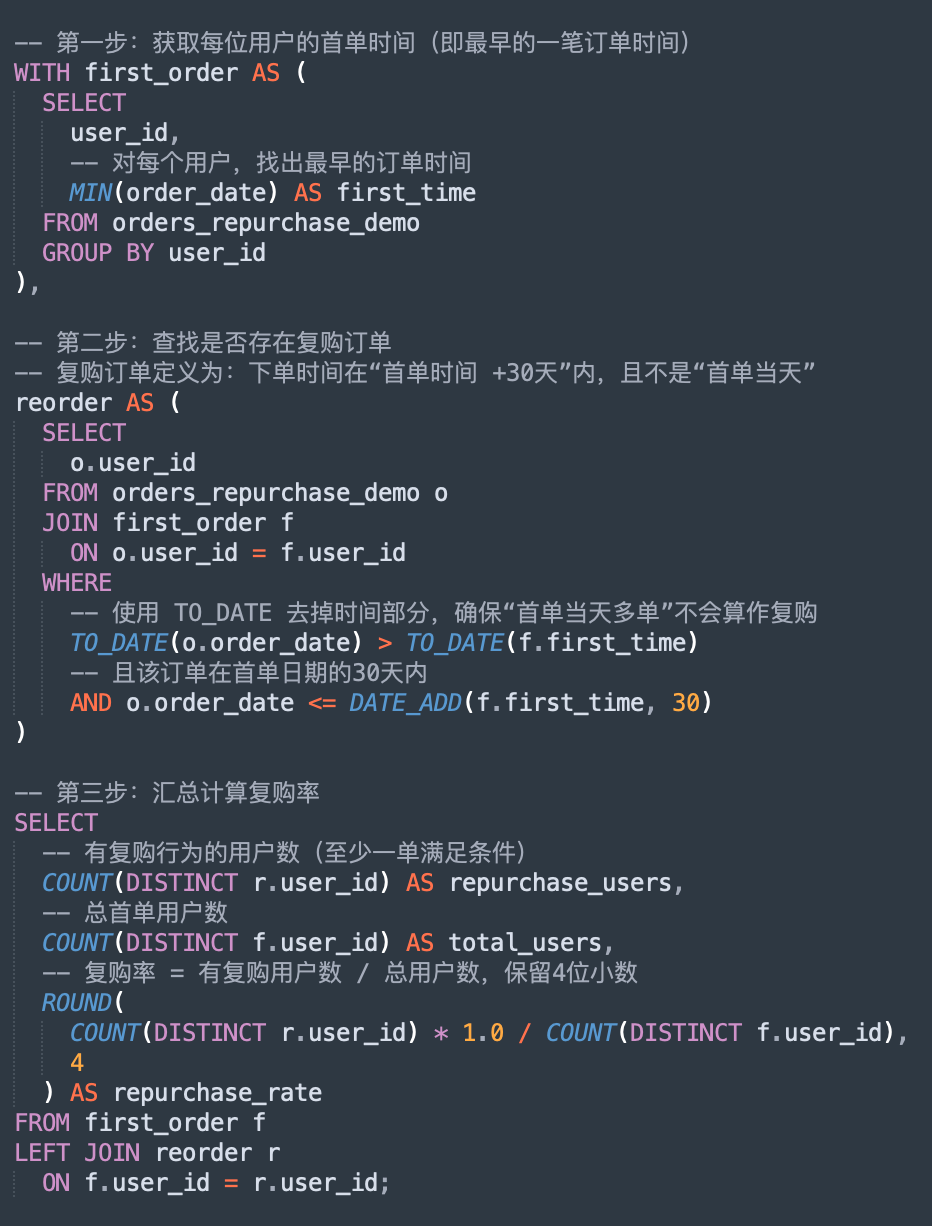 -- 第一步：获取每位用户的首单时间（即最早的一笔订单时间）
WITH first_order AS (
  SELECT
    user_id,
    -- 对每个用户，找出最早的订单时间
    MIN(order_date) AS first_time
  FROM orders_repurchase_demo
  GROUP BY user_id
),

-- 第二步：查找是否存在复购订单
-- 复购订单定义为：下单时间在“首单时间 +30天”内，且不是“首单当天”
reorder AS (
  SELECT
    o.user_id
  FROM orders_repurchase_demo o
  JOIN first_order f
    ON o.user_id = f.user_id
  WHERE
    -- 使用 TO_DATE 去掉时间部分，确保“首单当天多单”不会算作复购
    TO_DATE(o.order_date) > TO_DATE(f.first_time)
    -- 且该订单在首单日期的30天内
    AND o.order_date <= DATE_ADD(f.first_time, 30)
)

-- 第三步：汇总计算复购率
SELECT
  -- 有复购行为的用户数（至少一单满足条件）
  COUNT(DISTINCT r.user_id) AS repurchase_users,
  -- 总首单用户数
  COUNT(DISTINCT f.user_id) AS total_users,
  -- 复购率 = 有复购用户数 / 总用户数，保留4位小数
  ROUND(
    COUNT(DISTINCT r.user_id) * 1.0 / COUNT(DISTINCT f.user_id),
    4
  ) AS repurchase_rate
FROM first_order f
LEFT JOIN reorder r
  ON f.user_id = r.user_id;